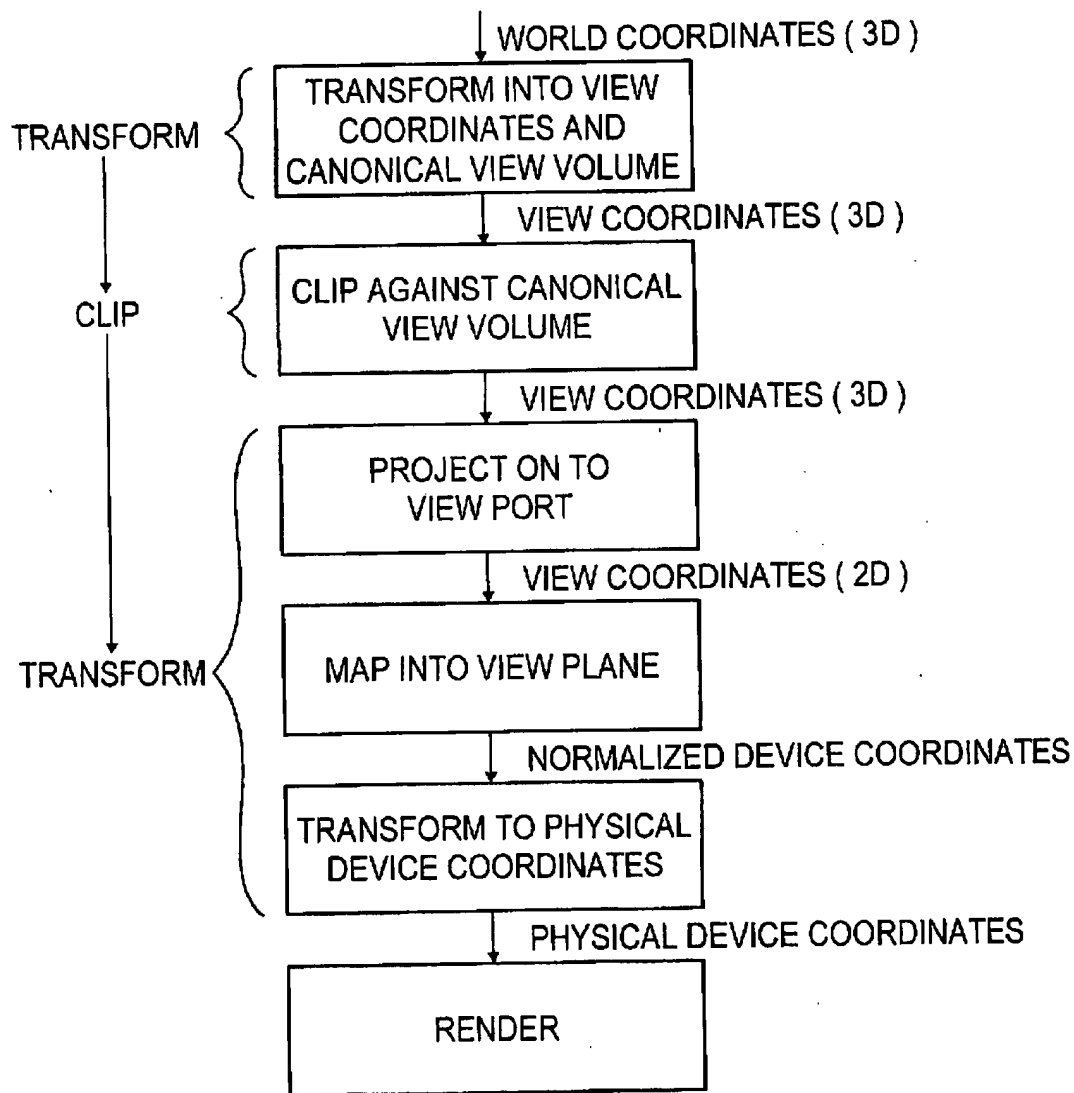 WORLD COORDINATES ( 3D )
TRANSFORM
TRANSFORM INTO VIEW
COORDINATES AND
CANONICAL VIEW VOLUME
VIEW COORDINATES ( 3D )
CLIP
CLIP AGAINST CANONICAL
VIEW VOLUME
VIEW COORDINATES ( 3D )
PROJECT ON TO
VIEW PORT
VIEW COORDINATES ( 2D )
TRANSFORM
MAP INTO VIEW PLANE
NORMALIZED DEVICE COORDINATES
TRANSFORM TO PHYSICAL
DEVICE COORDINATES
PHYSICAL DEVICE COORDINATES
RENDER